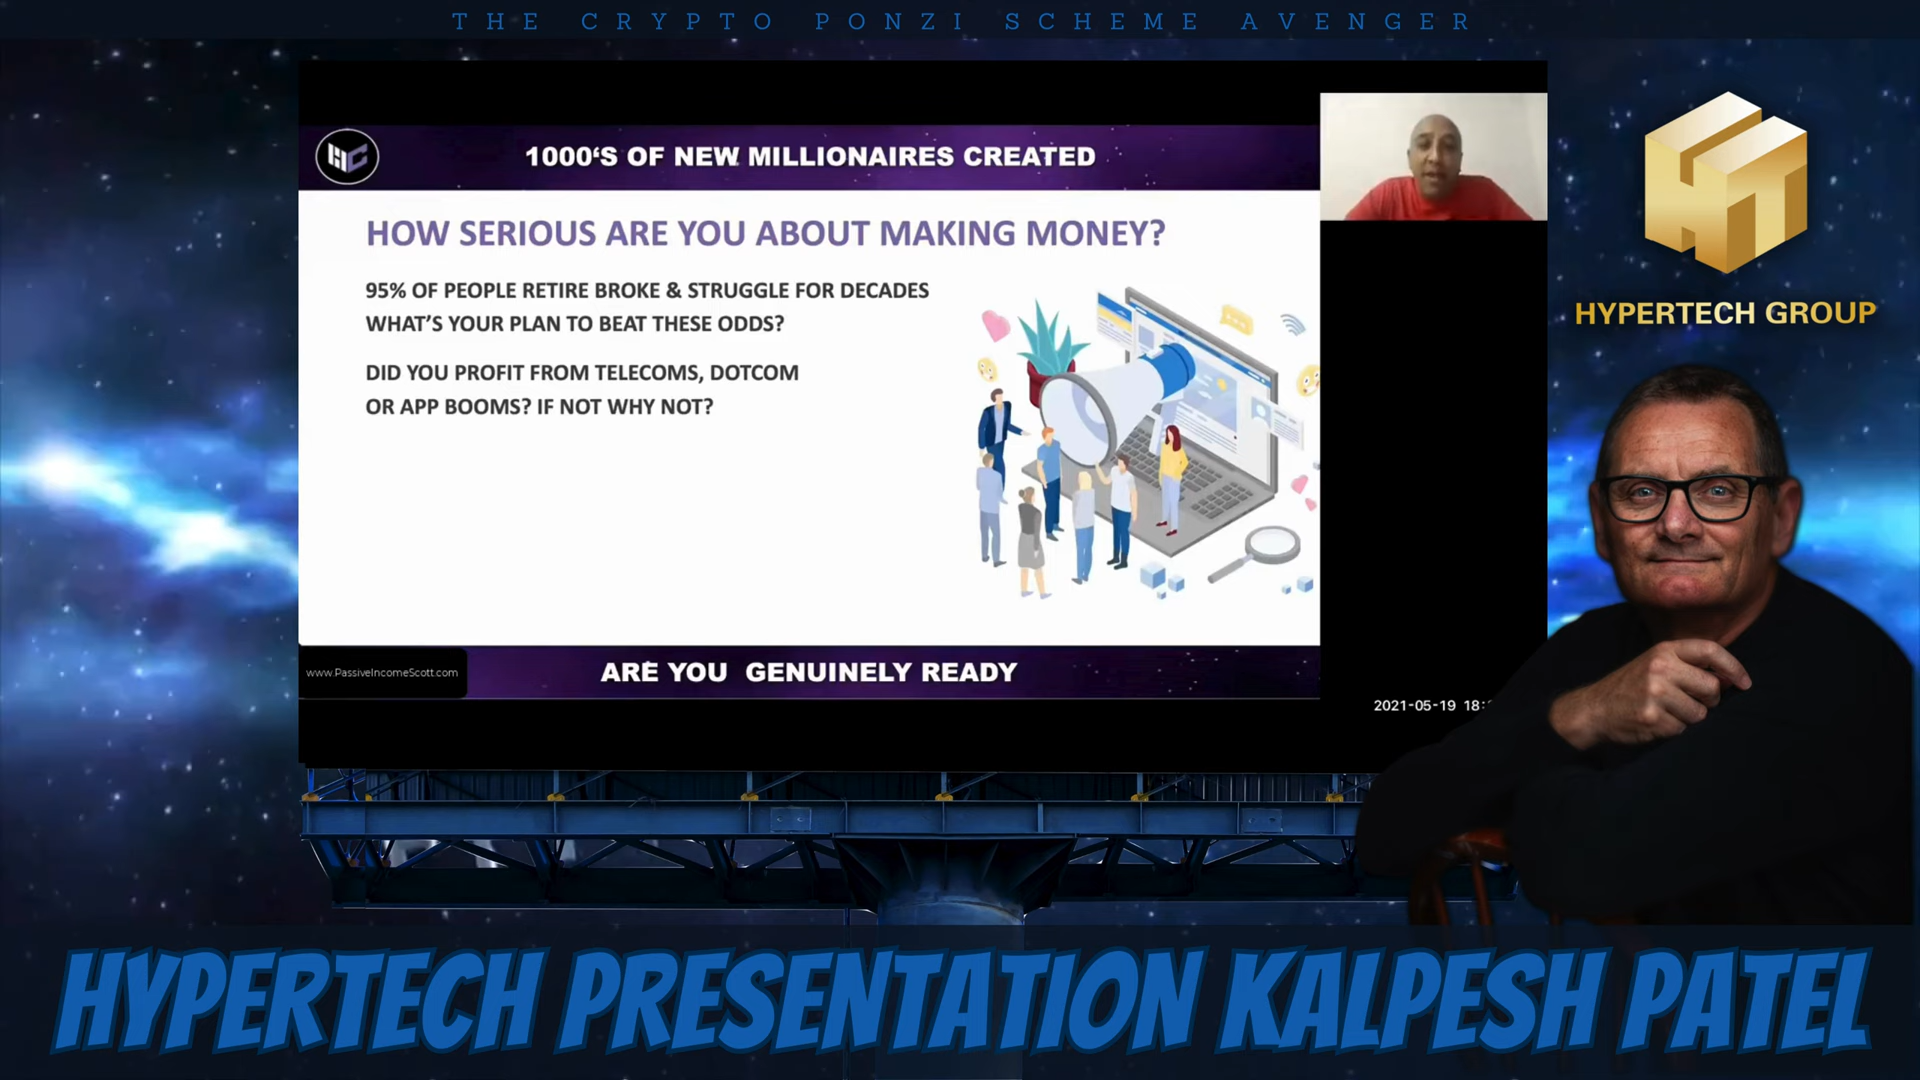 THE CRYPTO PONZI SCHEME AVENGER
1000‘S OF NEW MILLIONAIRES CREATED
HC
HOW SERIOUS ARE YOU ABOUT MAKING MONEY?
95% OF PEOPLE RETIRE BROKE & STRUGGLE FOR DECADES
WHAT’S YOUR PLAN TO BEAT THESE ODDS?
DID YOU PROFIT FROM TELECOMS, DOTCOM
OR APP BOOMS? IF NOT WHY NOT?
www.PassiveIncomeScott.com
ARE YOU GENUINELY READY
2021-05-19 18:
HT
HYPERTECH GROUP
HYPERTECH PRESENTATION KALPESH PATEL